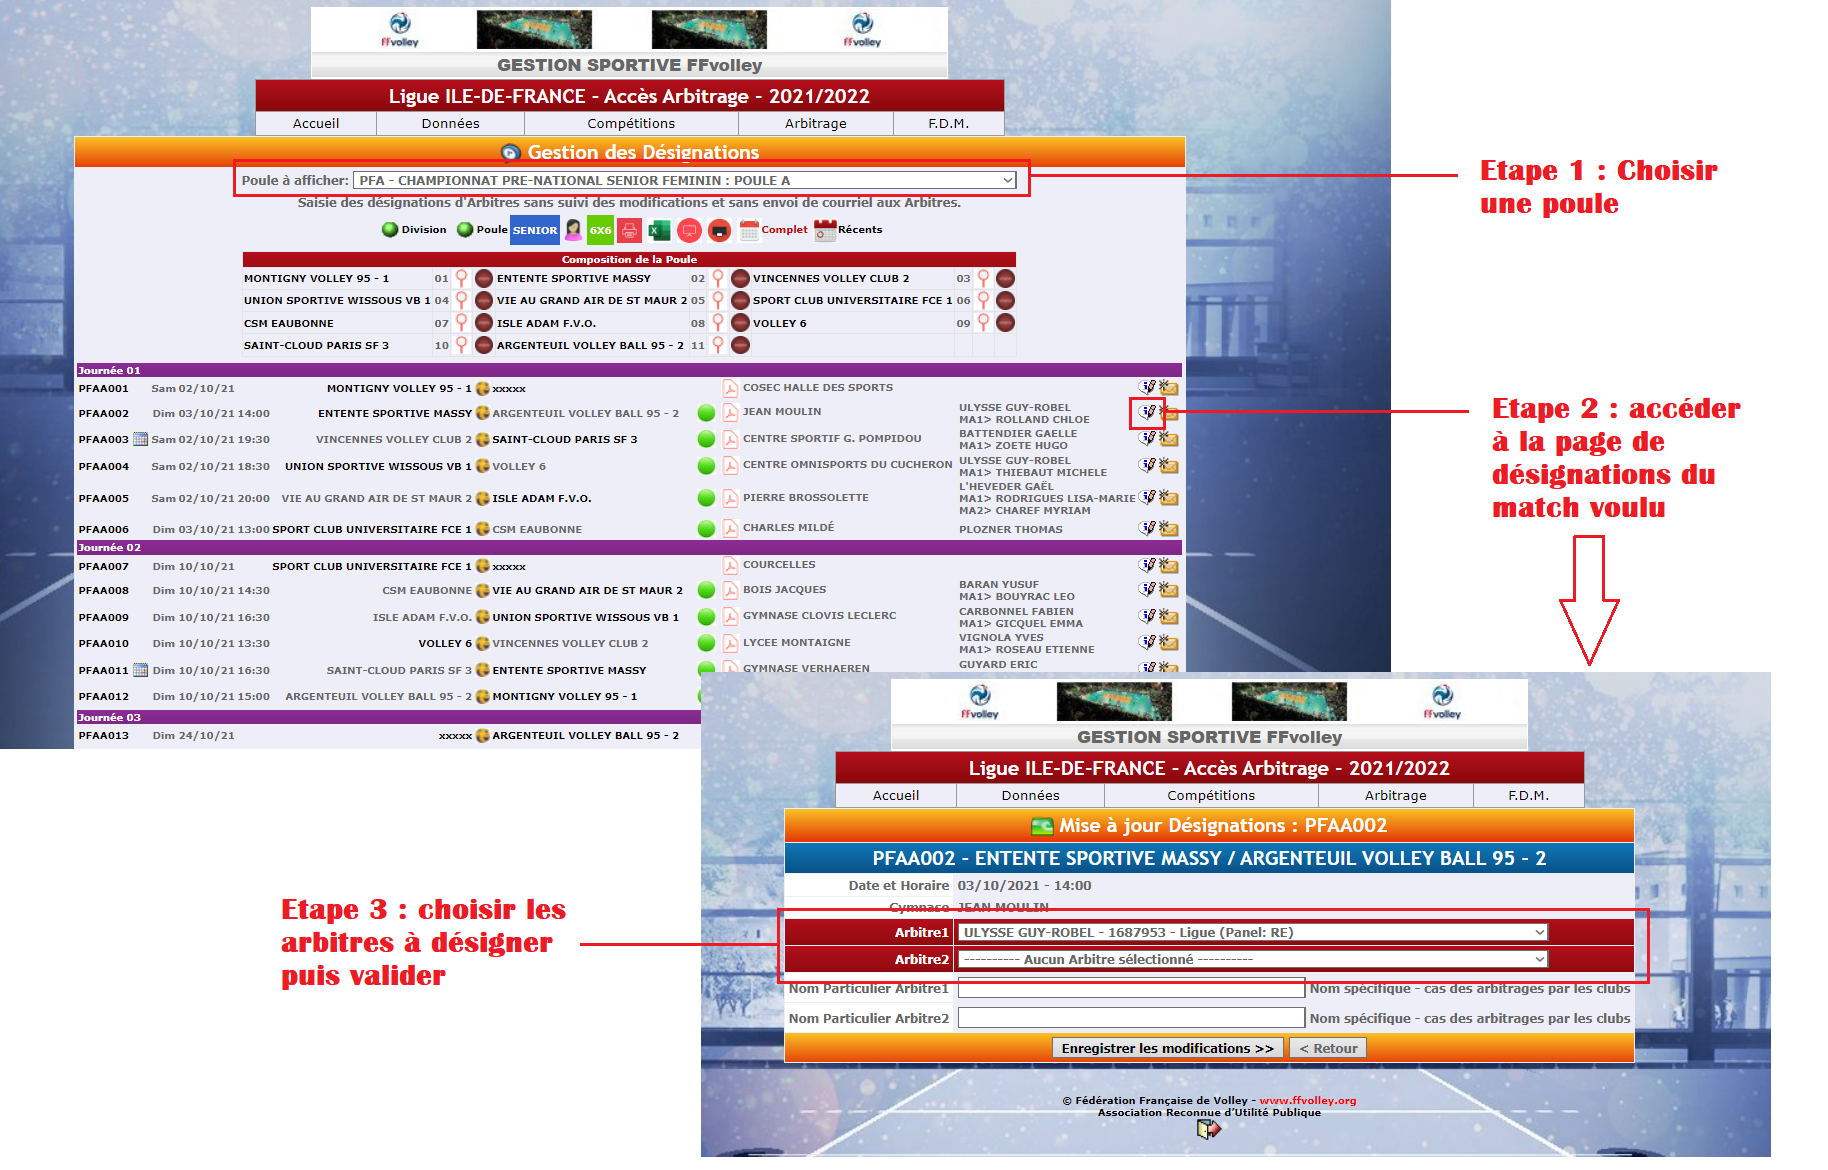 ffvolley
ffvolley
GESTION SPORTIVE FFvolley
Ligue ILE-DE-FRANCE - Accès Arbitrage - 2021/2022
Accueil Données Compétitions Arbitrage F.D.M.
Gestion des Désignations
Poule à afficher: PFA - CHAMPIONNAT PRE-NATIONAL SENIOR FEMININ : POULE A
Saisie des désignations d'Arbitres sans suivi des modifications et sans envoi de courriel aux Arbitres.
Division Poule SENIOR 6X6 Complet Récents
Composition de la Poule
MONTIGNY VOLLEY 95 - 1 01 ENTENTE SPORTIVE MASSY 02 VINCENNES VOLLEY CLUB 2 03
UNION SPORTIVE WISSOUS VB 1 04 VIE AU GRAND AIR DE ST MAUR 2 05 SPORT CLUB UNIVERSITAIRE FCE 1 06
CSM EAUBONNE 07 ISLE ADAM F.V.O. 08 VOLLEY 6 09
SAINT-CLOUD PARIS SF 3 10 ARGENTEUIL VOLLEY BALL 95 - 2 11
Journée 01
PFAA001 Sam 02/10/21 MONTIGNY VOLLEY 95 - 1 xxxxx COSEC HALLE DES SPORTS
PFAA002 Dim 03/10/21 14:00 ENTENTE SPORTIVE MASSY ARGENTEUIL VOLLEY BALL 95 - 2 JEAN MOULIN ULYSSE GUY-ROBEL
MA1> ROLLAND CHLOE
PFAA003 Sam 02/10/21 19:30 VINCENNES VOLLEY CLUB 2 SAINT-CLOUD PARIS SF 3 CENTRE SPORTIF G. POMPIDOU BATTENDIER GAELLE
MA1> ZOETE HUGO
PFAA004 Sam 02/10/21 18:30 UNION SPORTIVE WISSOUS VB 1 VOLLEY 6 CENTRE OMNISPORTS DU CUCHERON ULYSSE GUY-ROBEL
MA1> THIEBAUT MICHELE
PFAA005 Sam 02/10/21 20:00 VIE AU GRAND AIR DE ST MAUR 2 ISLE ADAM F.V.O. PIERRE BROSSOLETTE L'HEVEDER GAËL
MA1> RODRIGUES LISA-MARIE
MA2> CHAREF MYRIAM
PFAA006 Dim 03/10/21 13:00 SPORT CLUB UNIVERSITAIRE FCE 1 CSM EAUBONNE CHARLES MILDÉ PLOZNER THOMAS
Journée 02
PFAA007 Dim 10/10/21 SPORT CLUB UNIVERSITAIRE FCE 1 xxxxx COURCELLES
PFAA008 Dim 10/10/21 14:30 CSM EAUBONNE VIE AU GRAND AIR DE ST MAUR 2 BOIS JACQUES BARAN YUSUF
MA1> BOUYRAC LEO
PFAA009 Dim 10/10/21 16:30 ISLE ADAM F.V.O. UNION SPORTIVE WISSOUS VB 1 GYMNASE CLOVIS LECLERC CARBONNEL FABIEN
MA1> GICQUEL EMMA
PFAA010 Dim 10/10/21 13:30 VOLLEY 6 VINCENNES VOLLEY CLUB 2 LYCEE MONTAIGNE VIGNOLA YVES
MA1> ROSEAU ETIENNE
PFAA011 Dim 10/10/21 16:30 SAINT-CLOUD PARIS SF 3 ENTENTE SPORTIVE MASSY GYMNASE VERHAEREN GUYARD ERIC
PFAA012 Dim 10/10/21 15:00 ARGENTEUIL VOLLEY BALL 95 - 2 MONTIGNY VOLLEY 95 - 1
Journée 03
PFAA013 Dim 24/10/21 xxxxx ARGENTEUIL VOLLEY BALL 95 - 2
Etape 1 : Choisir
une poule
Etape 2 : accéder
à la page de
désignations du
match voulu
ffvolley
ffvolley
GESTION SPORTIVE FFvolley
Ligue ILE-DE-FRANCE - Accès Arbitrage - 2021/2022
Accueil Données Compétitions Arbitrage F.D.M.
Mise à jour Désignations : PFAA002
PFAA002 - ENTENTE SPORTIVE MASSY / ARGENTEUIL VOLLEY BALL 95 - 2
Date et Horaire 03/10/2021 - 14:00
Gymnase JEAN MOULIN
Arbitre1 ULYSSE GUY-ROBEL - 1687953 - Ligue (Panel: RE)
Arbitre2 ---------- Aucun Arbitre sélectionné ----------
Nom Particulier Arbitre1 Nom spécifique - cas des arbitrages par les clubs
Nom Particulier Arbitre2 Nom spécifique - cas des arbitrages par les clubs
Enregistrer les modifications >> < Retour
© Fédération Française de Volley - www.ffvolley.org
Association Reconnue d'Utilité Publique
Etape 3 : choisir les
arbitres à désigner
puis valider